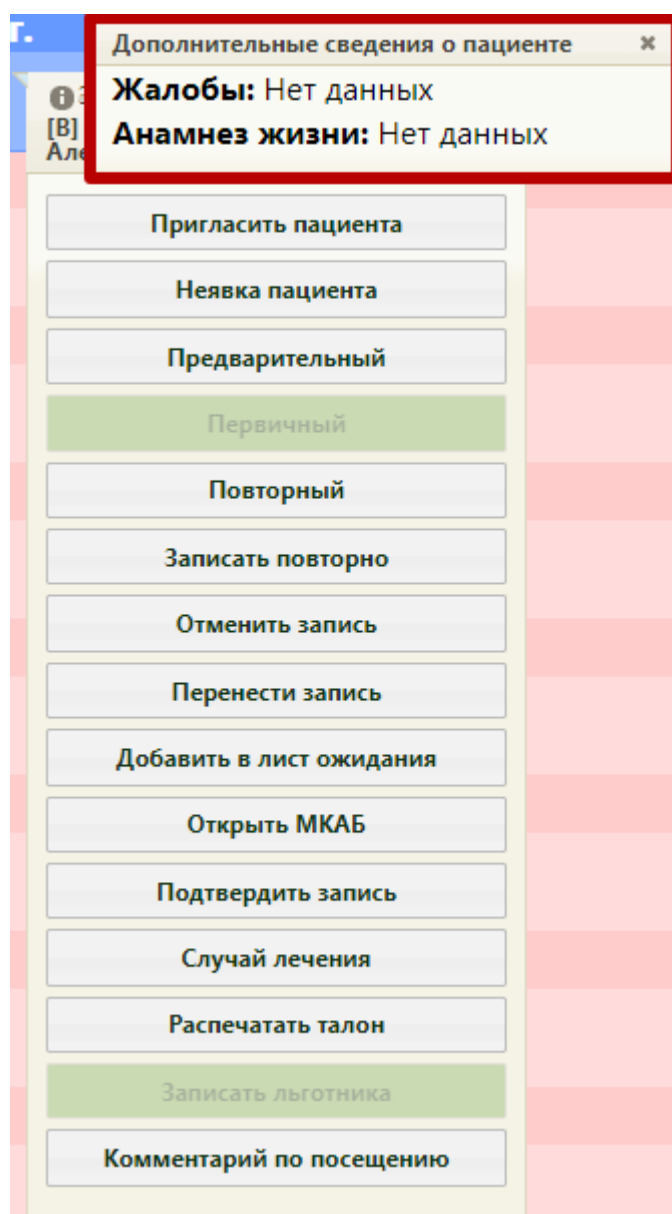 г.
Дополнительные сведения о пациенте
Жалобы: Нет данных
Анамнез жизни: Нет данных
[В]
Пригласить пациента
Неявка пациента
Предварительный
Первичный
Повторный
Записать повторно
Отменить запись
Перенести запись
Добавить в лист ожидания
Открыть МКАБ
Подтвердить запись
Случай лечения
Распечатать талон
Записать льготника
Комментарий по посещению